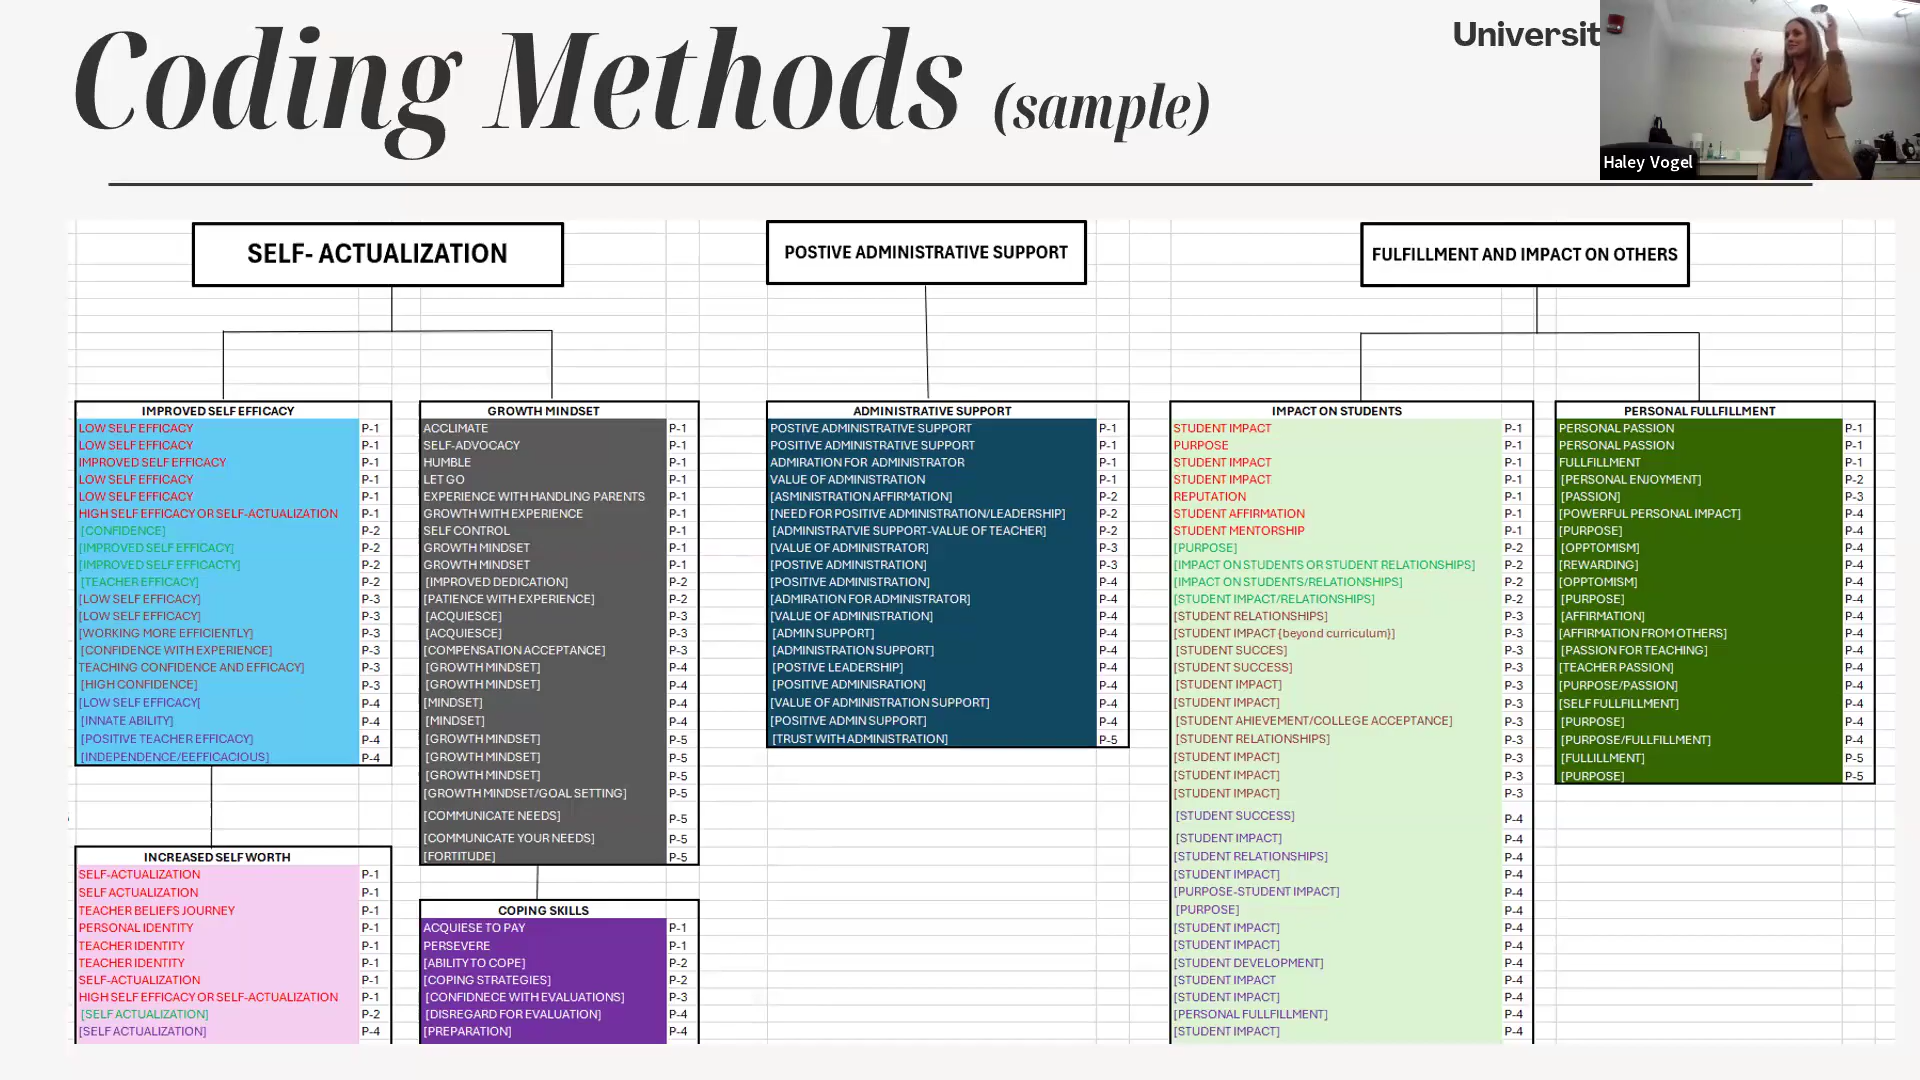 Coding Methods (sample)
Universit
Haley Vogel
SELF- ACTUALIZATION
POSTIVE ADMINISTRATIVE SUPPORT
FULFILLMENT AND IMPACT ON OTHERS
IMPROVED SELF EFFICACY
LOW SELF EFFICACY P-1
LOW SELF EFFICACY P-1
IMPROVED SELF EFFICACY P-1
LOW SELF EFFICACY P-1
LOW SELF EFFICACY P-1
HIGH SELF EFFICACY OR SELF-ACTUALIZATION P-1
[CONFIDENCE] P-2
[IMPROVED SELF EFFICACY] P-2
[IMPROVED SELF EFFICACTY] P-2
[TEACHER EFFICACY] P-2
[LOW SELF EFFICACY] P-3
[LOW SELF EFFICACY] P-3
[WORKING MORE EFFICIENTLY] P-3
[CONFIDENCE WITH EXPERIENCE] P-3
TEACHING CONFIDENCE AND EFFICACY] P-3
[HIGH CONFIDENCE] P-3
[LOW SELF EFFICACY[ P-4
[INNATE ABILITY] P-4
[POSITIVE TEACHER EFFICACY] P-4
[INDEPENDENCE/EEFFICACIOUS] P-4
INCREASED SELF WORTH
SELF-ACTUALIZATION P-1
SELF ACTUALIZATION P-1
TEACHER BELIEFS JOURNEY P-1
PERSONAL IDENTITY P-1
TEACHER IDENTITY P-1
TEACHER IDENTITY P-1
SELF-ACTUALIZATION P-1
HIGH SELF EFFICACY OR SELF-ACTUALIZATION P-1
[SELF ACTUALIZATION] P-2
[SELF ACTUALIZATION] P-4
GROWTH MINDSET
ACCLIMATE P-1
SELF-ADVOCACY P-1
HUMBLE P-1
LET GO P-1
EXPERIENCE WITH HANDLING PARENTS P-1
GROWTH WITH EXPERIENCE P-1
SELF CONTROL P-1
GROWTH MINDSET P-1
GROWTH MINDSET P-1
[IMPROVED DEDICATION] P-2
[PATIENCE WITH EXPERIENCE] P-2
[ACQUIESCE] P-3
[ACQUIESCE] P-3
[COMPENSATION ACCEPTANCE] P-3
[GROWTH MINDSET] P-4
[GROWTH MINDSET] P-4
[MINDSET] P-4
[MINDSET] P-4
[GROWTH MINDSET] P-5
[GROWTH MINDSET] P-5
[GROWTH MINDSET] P-5
[GROWTH MINDSET/GOAL SETTING] P-5
[COMMUNICATE NEEDS] P-5
[COMMUNICATE YOUR NEEDS] P-5
[FORTITUDE] P-5
COPING SKILLS
ACQUIESE TO PAY P-1
PERSEVERE P-1
[ABILITY TO COPE] P-2
[COPING STRATEGIES] P-2
[CONFIDNECE WITH EVALUATIONS] P-3
[DISREGARD FOR EVALUATION] P-4
[PREPARATION] P-4
ADMINISTRATIVE SUPPORT
POSTIVE ADMINISTRATIVE SUPPORT P-1
POSITIVE ADMINISTRATIVE SUPPORT P-1
ADMIRATION FOR ADMINISTRATOR P-1
VALUE OF ADMINISTRATION P-1
[ASMINISTRATION AFFIRMATION] P-2
[NEED FOR POSITIVE ADMINISTRATION/LEADERSHIP] P-2
[ADMINISTRATVIE SUPPORT-VALUE OF TEACHER] P-2
[VALUE OF ADMINISTRATOR] P-3
[POSTIVE ADMINISTRATION] P-3
[POSITIVE ADMINISTRATION] P-4
[ADMIRATION FOR ADMINISTRATOR] P-4
[VALUE OF ADMINISTRATION] P-4
[ADMIN SUPPORT] P-4
[ADMINISTRATION SUPPORT] P-4
[POSTIVE LEADERSHIP] P-4
[POSITIVE ADMINISRATION] P-4
[VALUE OF ADMINISTRATION SUPPORT] P-4
[POSITIVE ADMIN SUPPORT] P-4
[TRUST WITH ADMINISTRATION] P-5
IMPACT ON STUDENTS
STUDENT IMPACT P-1
PURPOSE P-1
STUDENT IMPACT P-1
STUDENT IMPACT P-1
REPUTATION P-1
STUDENT AFFIRMATION P-1
STUDENT MENTORSHIP P-1
[PURPOSE] P-2
[IMPACT ON STUDENTS OR STUDENT RELATIONSHIPS] P-2
[IMPACT ON STUDENTS/RELATIONSHIPS] P-2
[STUDENT IMPACT/RELATIONSHIPS] P-2
[STUDENT RELATIONSHIPS] P-3
[STUDENT IMPACT {beyond curriculum}] P-3
[STUDENT SUCCES] P-3
[STUDENT SUCCESS] P-3
[STUDENT IMPACT] P-3
[STUDENT IMPACT] P-3
[STUDENT AHIEVEMENT/COLLEGE ACCEPTANCE] P-3
[STUDENT RELATIONSHIPS] P-3
[STUDENT IMPACT] P-3
[STUDENT IMPACT] P-3
[STUDENT IMPACT] P-3
[STUDENT SUCCESS] P-4
[STUDENT IMPACT] P-4
[STUDENT RELATIONSHIPS] P-4
[STUDENT IMPACT] P-4
[PURPOSE-STUDENT IMPACT] P-4
[PURPOSE] P-4
[STUDENT IMPACT] P-4
[STUDENT IMPACT] P-4
[STUDENT DEVELOPMENT] P-4
[STUDENT IMPACT P-4
[STUDENT IMPACT] P-4
[PERSONAL FULLFILLMENT] P-4
[STUDENT IMPACT] P-4
PERSONAL FULLFILLMENT
PERSONAL PASSION P-1
PERSONAL PASSION P-1
FULLFILLMENT P-1
[PERSONAL ENJOYMENT] P-2
[PASSION] P-3
[POWERFUL PERSONAL IMPACT] P-4
[PURPOSE] P-4
[OPPTOMISM] P-4
[REWARDING] P-4
[OPPTOMISM] P-4
[PURPOSE] P-4
[AFFIRMATION] P-4
[AFFIRMATION FROM OTHERS] P-4
[PASSION FOR TEACHING] P-4
[TEACHER PASSION] P-4
[PURPOSE/PASSION] P-4
[SELF FULLFILLMENT] P-4
[PURPOSE] P-4
[PURPOSE/FULLFILLMENT] P-4
[FULLILLMENT] P-5
[PURPOSE] P-5